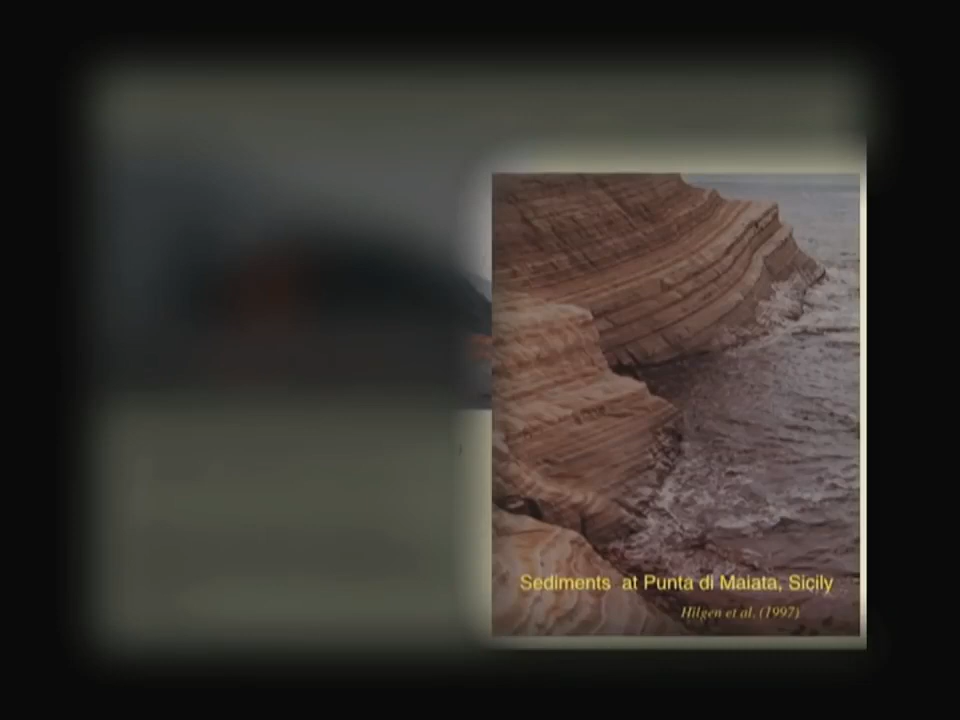 Sediments at Punta di Maiata, Sicily
Hilgen et al. (1997)